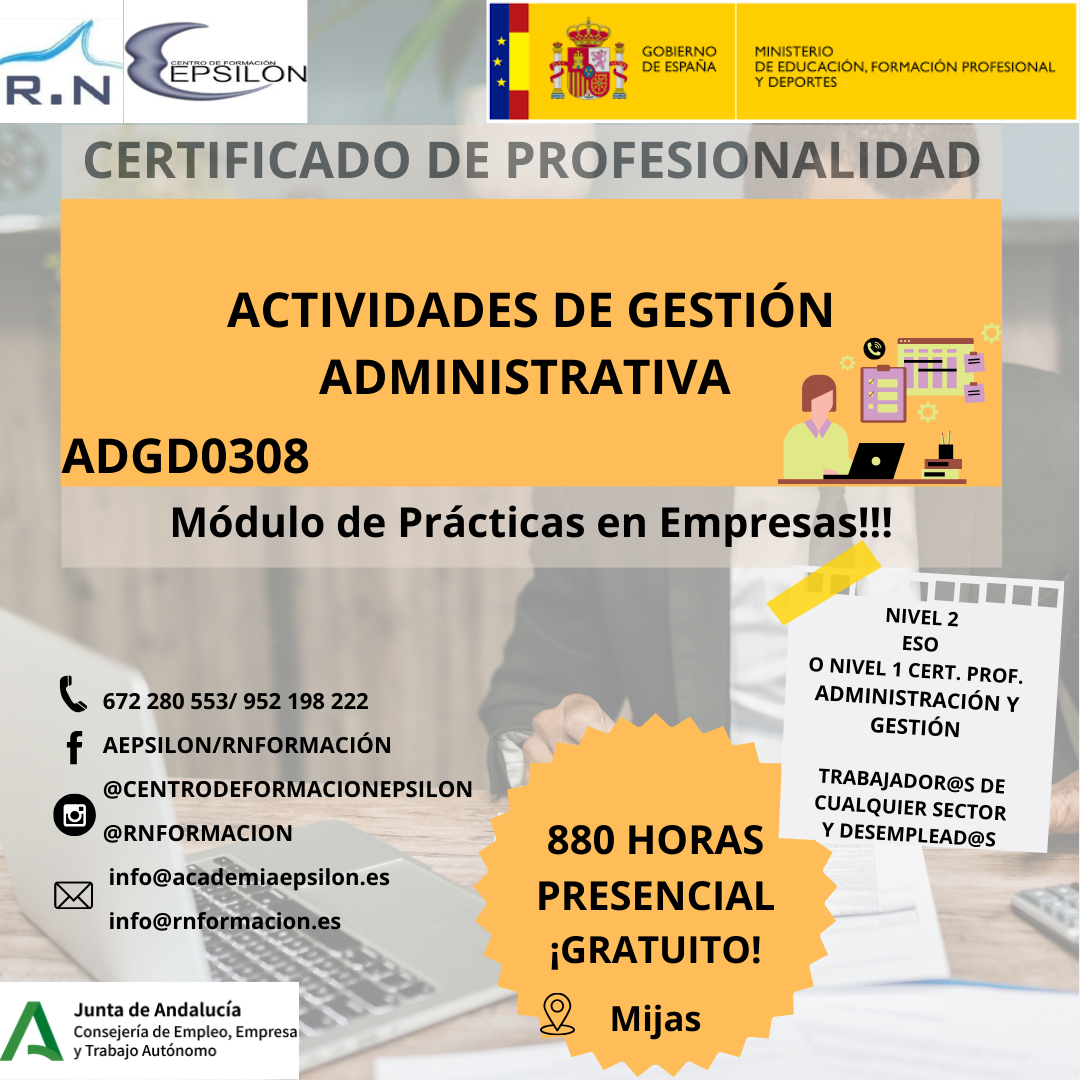 R.N
CENTRO DE FORMACIÓN
EPSILON
GOBIERNO
DE ESPAÑA
MINISTERIO
DE EDUCACIÓN, FORMACIÓN PROFESIONAL
Y DEPORTES
CERTIFICADO DE PROFESIONALIDAD
ACTIVIDADES DE GESTIÓN
ADMINISTRATIVA
ADGD0308
Módulo de Prácticas en Empresas!!!
NIVEL 2
ESO
O NIVEL 1 CERT. PROF.
ADMINISTRACIÓN Y
GESTIÓN
TRABAJADOR@S DE
CUALQUIER SECTOR
Y DESEMPLEAD@S
672 280 553/ 952 198 222
AEPSILON/RNFORMACIÓN
@CENTRODEFORMACIONEPSILON
@RNFORMACION
info@academiaepsilon.es
info@rnformacion.es
880 HORAS
PRESENCIAL
¡GRATUITO!
Mijas
Junta de Andalucía
Consejería de Empleo, Empresa
y Trabajo Autónomo